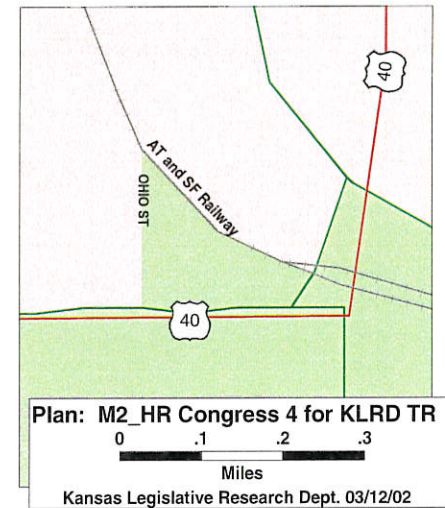 40
AT and SF Railway
OHIO ST
40
Plan: M2_HR Congress 4 for KLRD TR
0 .1 .2 .3
Miles
Kansas Legislative Research Dept. 03/12/02